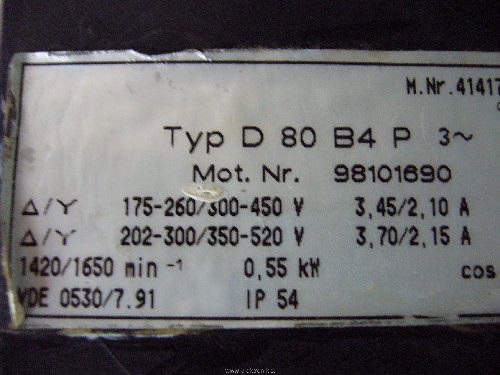 M.Nr. 41417
Typ D 80 B4 P 3~
Mot. Nr. 98101690
Δ/Y 175-260/300-450 V 3,45/2,10 A
Δ/Y 202-300/350-520 V 3,70/2,15 A
1420/1650 min⁻¹ 0,55 kW cos
VDE 0530/7.91 IP 54